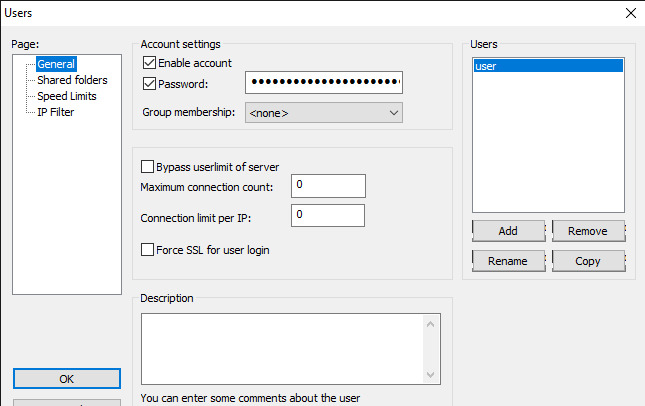 Users
Page:
General
Shared folders
Speed Limits
IP Filter
OK
Account settings
Enable account
Password:
Group membership: <none>
Bypass userlimit of server
Maximum connection count: 0
Connection limit per IP: 0
Force SSL for user login
Description
You can enter some comments about the user
Users
user
Add Remove
Rename Copy